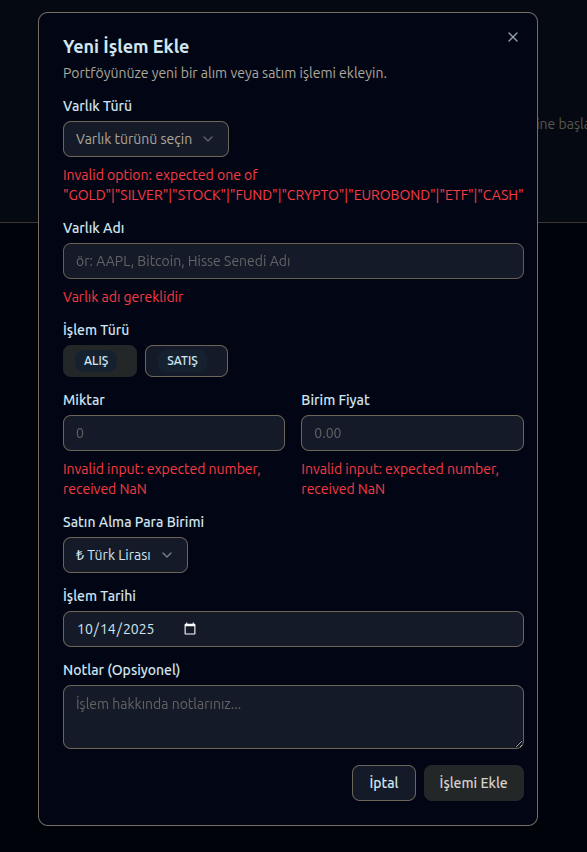 Yeni İşlem Ekle
Portföyünüze yeni bir alım veya satım işlemi ekleyin.
ine başla
Varlık Türü
Varlık türünü seçin
Invalid option: expected one of
"GOLD"|"SILVER"|"STOCK"|"FUND"|"CRYPTO"|"EUROBOND"|"ETF"|"CASH"
Varlık Adı
ör: AAPL, Bitcoin, Hisse Senedi Adı
Varlık adı gereklidir
İşlem Türü
ALIŞ SATIŞ
Miktar Birim Fiyat
0 0.00
Invalid input: expected number, Invalid input: expected number,
received NaN received NaN
Satın Alma Para Birimi
₺ Türk Lirası
İşlem Tarihi
10/14/2025
Notlar (Opsiyonel)
İşlem hakkında notlarınız...
İptal İşlemi Ekle